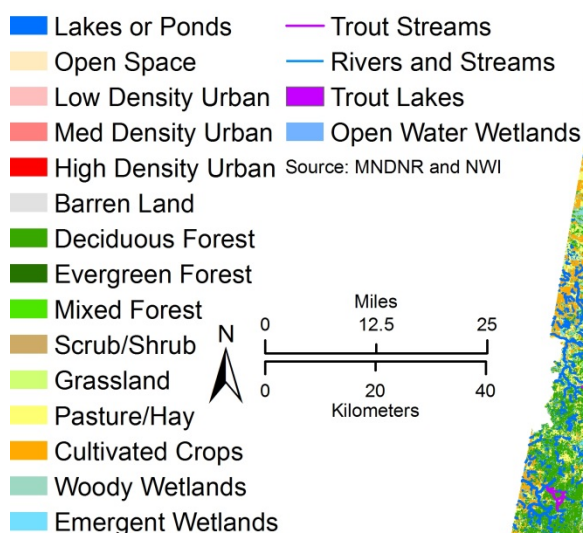 Lakes or Ponds
Open Space
Low Density Urban
Med Density Urban
High Density Urban
Barren Land
Deciduous Forest
Evergreen Forest
Mixed Forest
Scrub/Shrub
Grassland
Pasture/Hay
Cultivated Crops
Woody Wetlands
Emergent Wetlands
Trout Streams
Rivers and Streams
Trout Lakes
Open Water Wetlands
Source: MNDNR and NWI
N
Miles
0 12.5 25
0 20 40
Kilometers